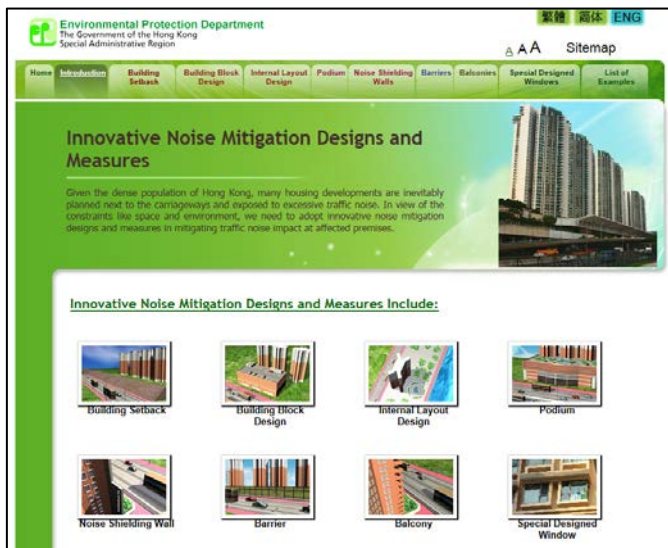 繁體 简体 ENG
Environmental Protection Department
The Government of the Hong Kong
Special Administrative Region
A A A Sitemap
Home Introduction Building Setback Building Block Design Internal Layout Design Podium Noise Shielding Walls Barriers Balconies Special Designed Windows List of Examples
Innovative Noise Mitigation Designs and
Measures
Given the dense population of Hong Kong, many housing developments are inevitably
planned next to the carriageways and exposed to excessive traffic noise. In view of the
constraints like space and environment, we need to adopt innovative noise mitigation
designs and measures in mitigating traffic noise impact at affected premises.
Innovative Noise Mitigation Designs and Measures Include:
Building Setback
Building Block
Design
Internal Layout
Design
Podium
Noise Shielding Wall
Barrier
Balcony
Special Designed
Window